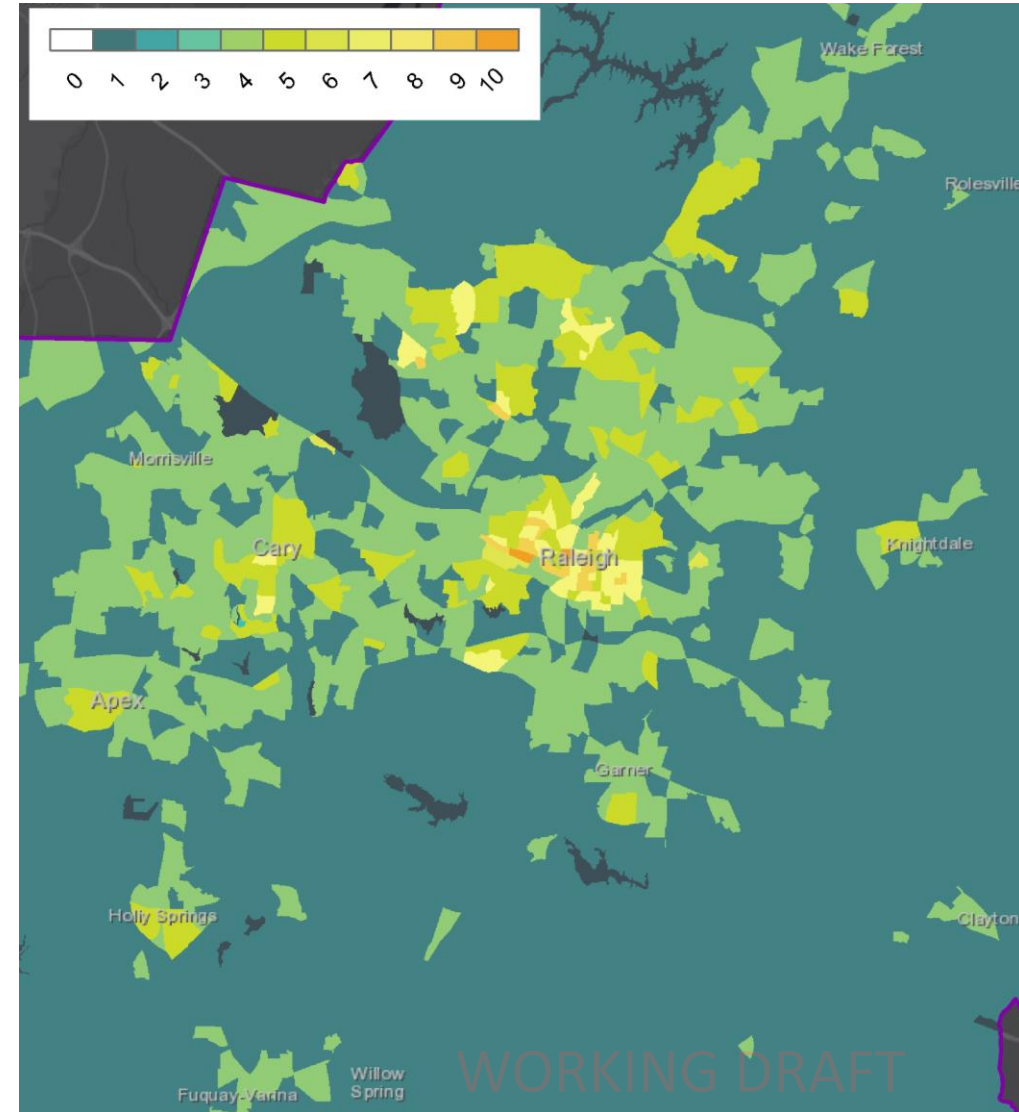 0 1 2 3 4 5 6 7 8 9 10
Wake Forest
Rolesville
Morrisville
Cary
Raleigh
Knightdale
Apex
Garner
Holly Springs
Clayton
Willow
Spring
Fuquay-Varina
WORKING DRAFT